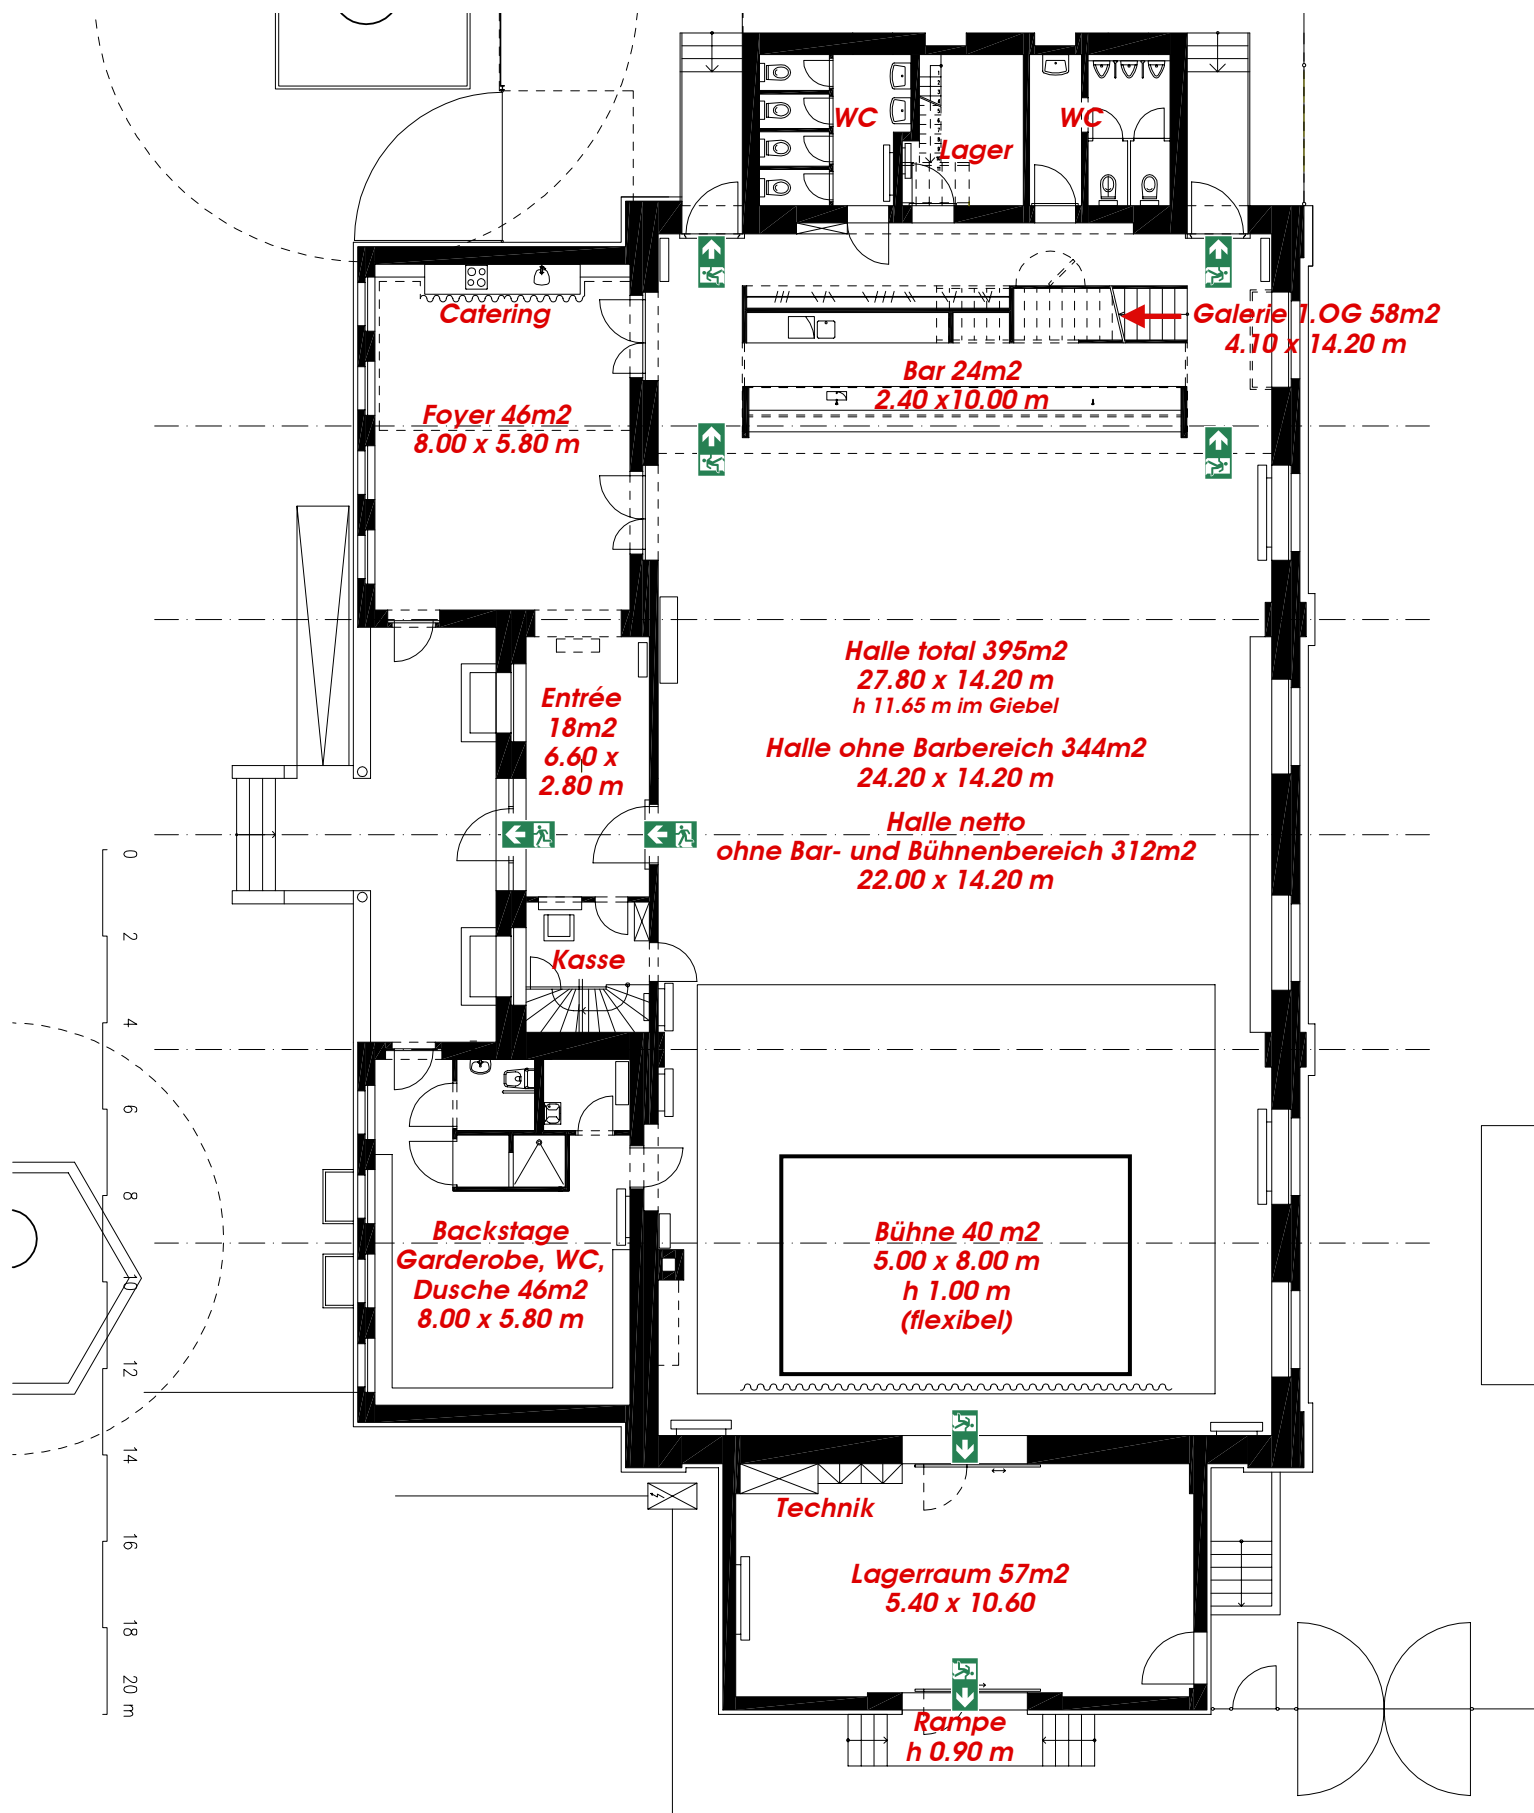 WC
WC
Lager
Catering
Galerie 1.OG 58m2
4.10 x 14.20 m
Bar 24m2
2.40 x10.00 m
Foyer 46m2
8.00 x 5.80 m
Halle total 395m2
27.80 x 14.20 m
h 11.65 m im Giebel
Halle ohne Barbereich 344m2
24.20 x 14.20 m
Halle netto
ohne Bar- und Bühnenbereich 312m2
22.00 x 14.20 m
Entrée
18m2
6.60 x
2.80 m
Kasse
Backstage
Garderobe, WC,
Dusche 46m2
8.00 x 5.80 m
Bühne 40 m2
5.00 x 8.00 m
h 1.00 m
(flexibel)
Technik
Lagerraum 57m2
5.40 x 10.60
Rampe
h 0.90 m
0
2
4
6
8
10
12
14
16
18
20 m